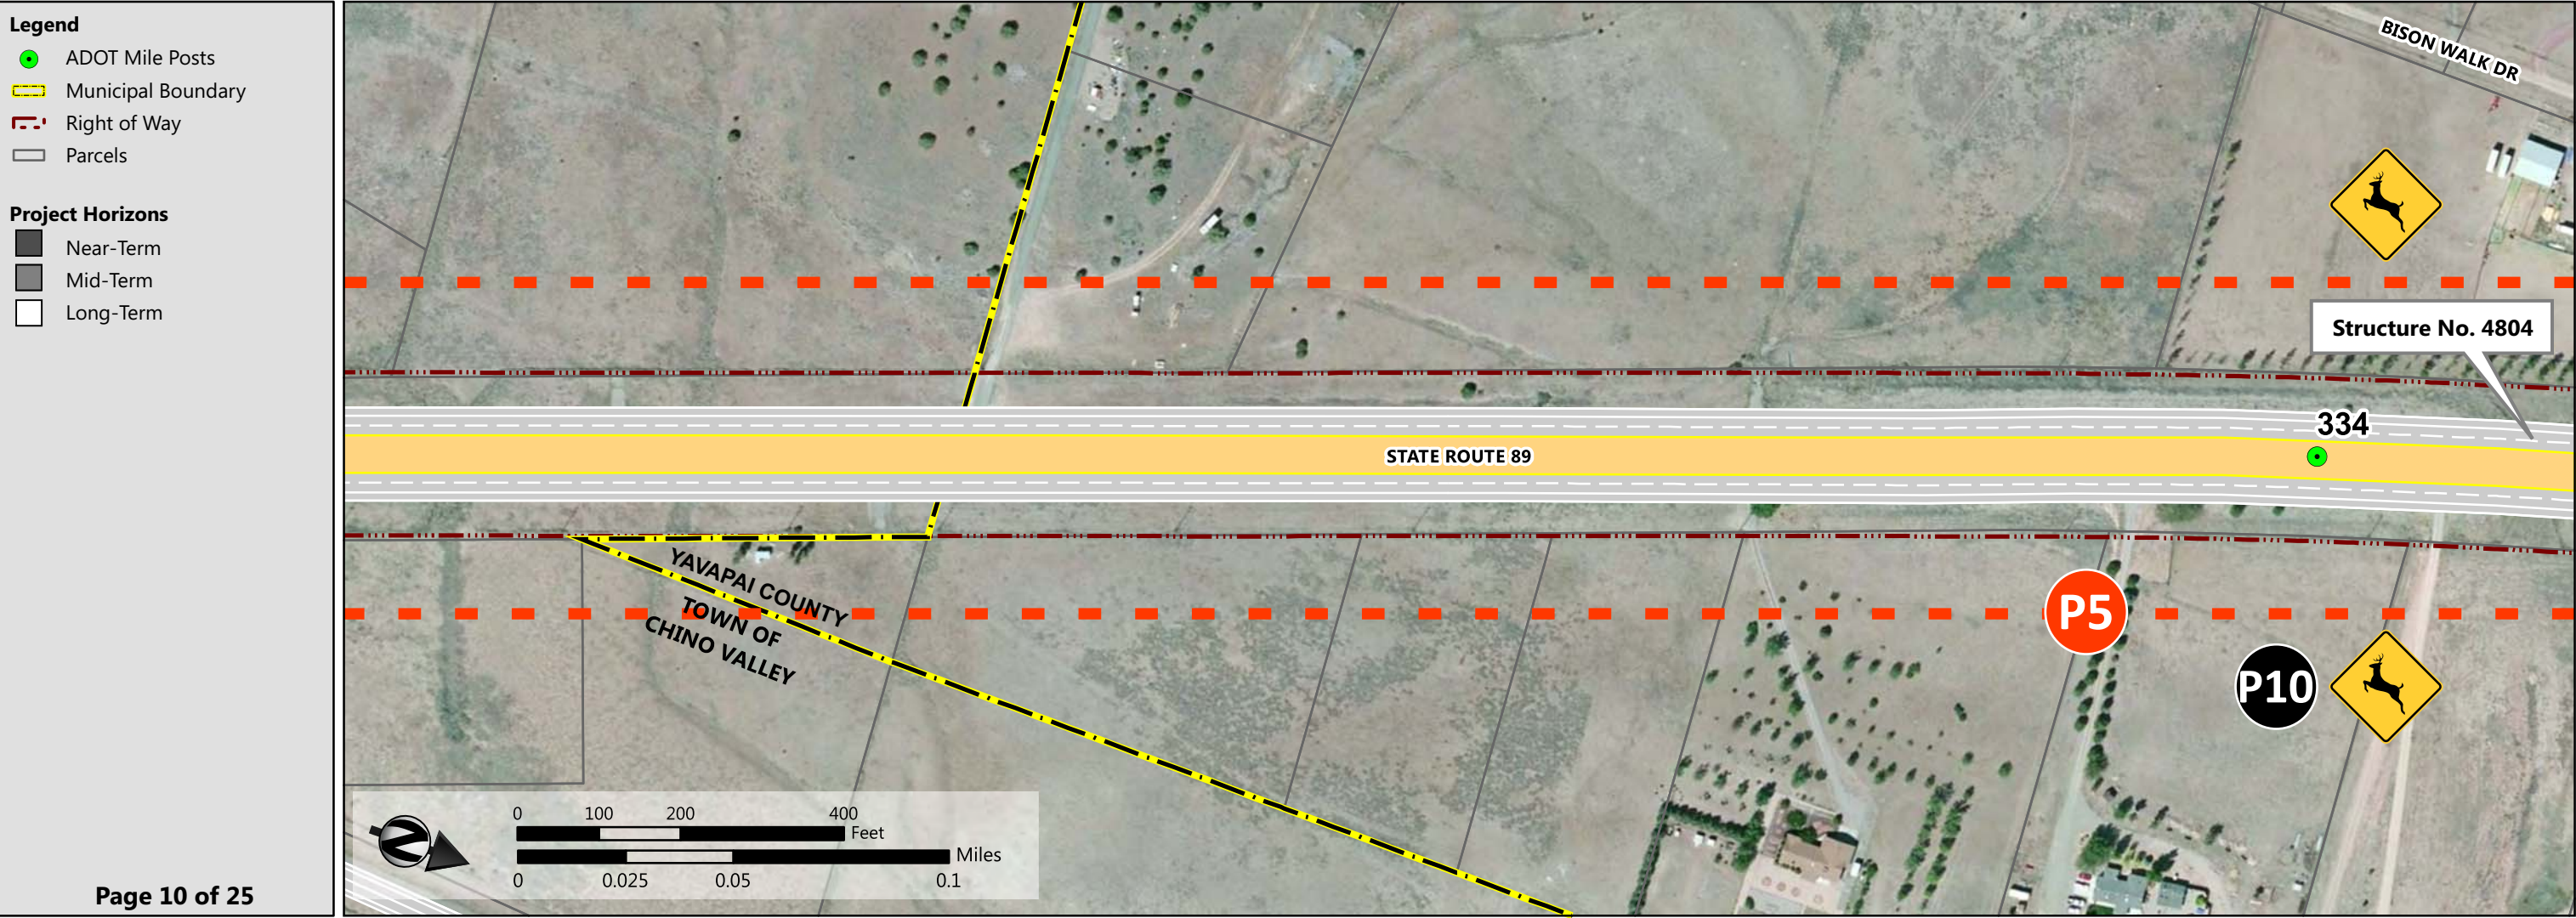 Legend
ADOT Mile Posts
Municipal Boundary
Right of Way
Parcels
Project Horizons
Near-Term
Mid-Term
Long-Term
Page 10 of 25
BISON WALK DR
Structure No. 4804
334
STATE ROUTE 89
YAVAPAI COUNTY
TOWN OF
CHINO VALLEY
P5
P10
N
0 100 200 400
Feet
Miles
0 0.025 0.05 0.1